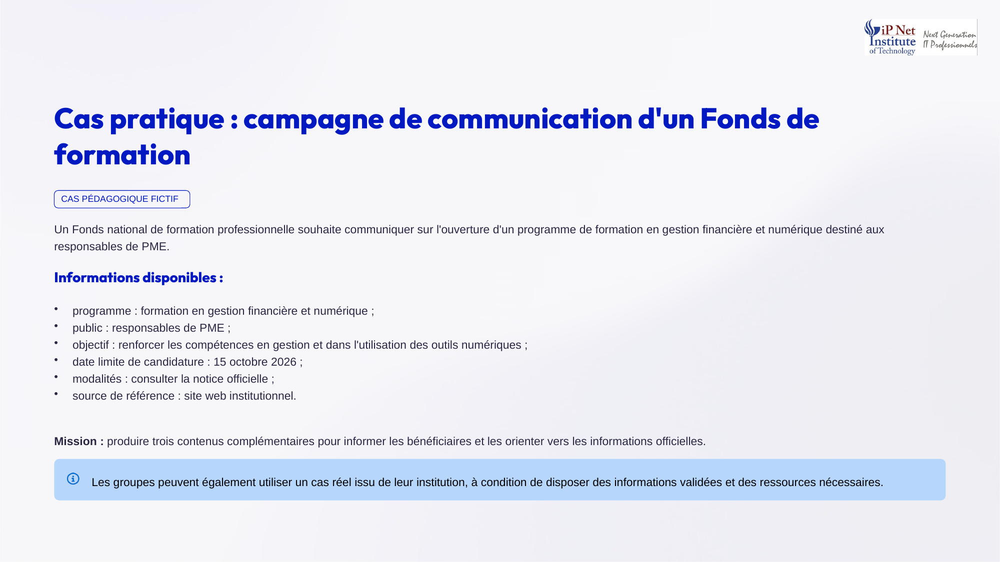 iP Net
Institute
of Technology
Next Generation
IT Professionnels
Cas pratique : campagne de communication d'un Fonds de
formation
CAS PÉDAGOGIQUE FICTIF
Un Fonds national de formation professionnelle souhaite communiquer sur l'ouverture d'un programme de formation en gestion financière et numérique destiné aux
responsables de PME.
Informations disponibles :
• programme : formation en gestion financière et numérique ;
• public : responsables de PME ;
• objectif : renforcer les compétences en gestion et dans l'utilisation des outils numériques ;
• date limite de candidature : 15 octobre 2026 ;
• modalités : consulter la notice officielle ;
• source de référence : site web institutionnel.
Mission : produire trois contenus complémentaires pour informer les bénéficiaires et les orienter vers les informations officielles.
Les groupes peuvent également utiliser un cas réel issu de leur institution, à condition de disposer des informations validées et des ressources nécessaires.